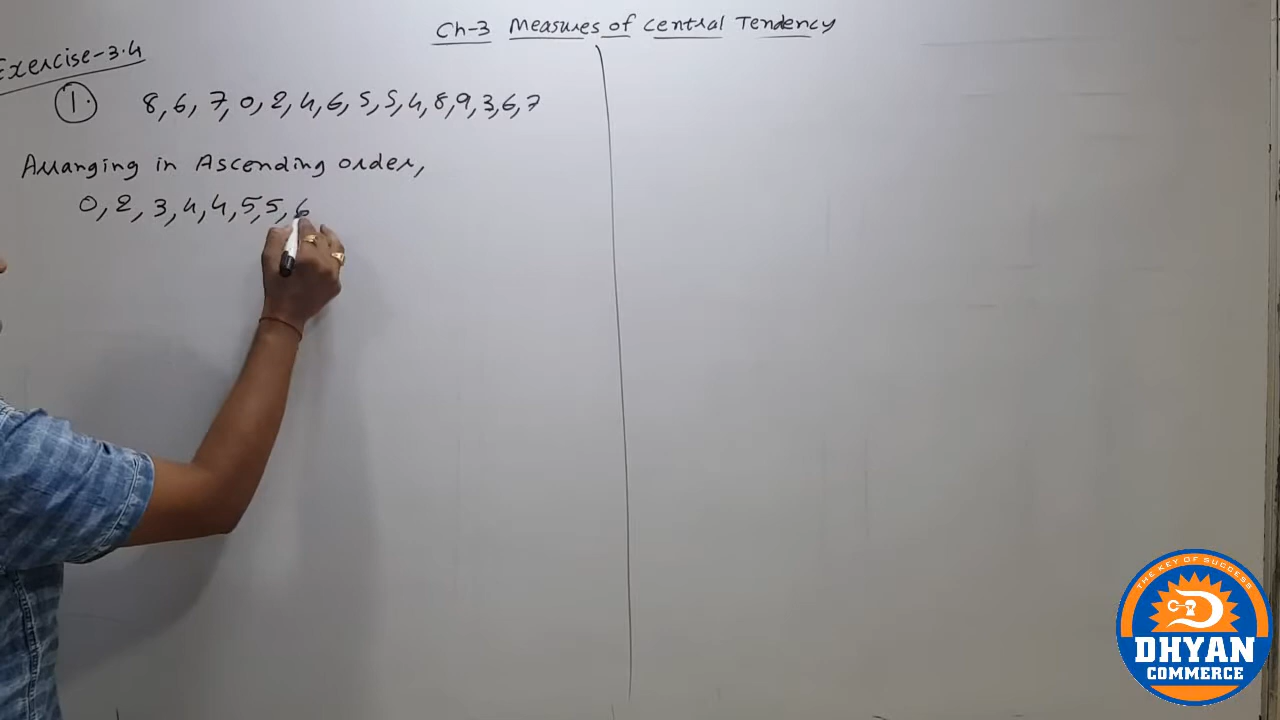 Ch-3 Measures of Central Tendency
Exercise-3.4
1. 8, 6, 7, 0, 2, 4, 6, 5, 5, 4, 8, 9, 3, 6, 7
Arranging in Ascending order,
0, 2, 3, 4, 4, 5, 5, 6
THE KEY OF SUCCESS
DHYAN
COMMERCE